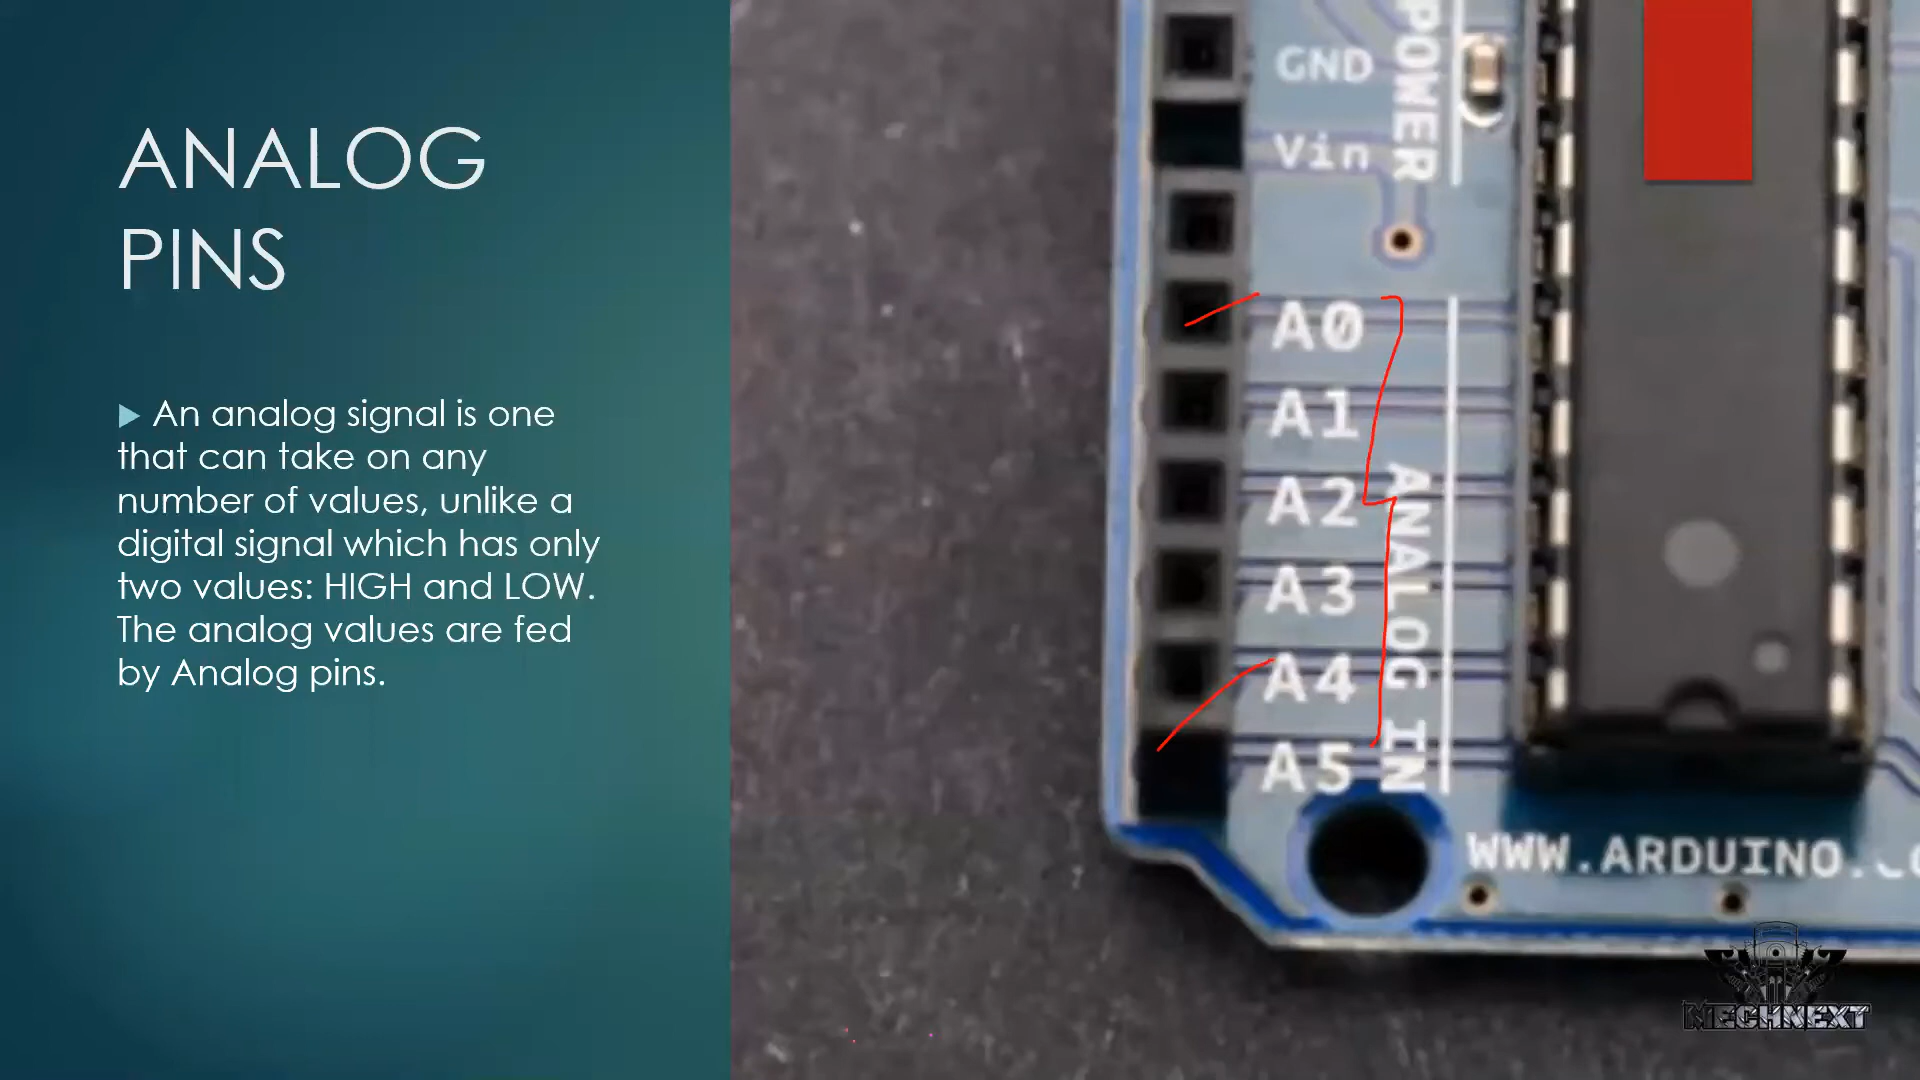 ANALOG
PINS
An analog signal is one
that can take on any
number of values, unlike a
digital signal which has only
two values: HIGH and LOW.
The analog values are fed
by Analog pins.
POWER
GND
Vin
A0
A1
A2
A3
A4
A5
ANALOG IN
WWW.ARDUINO.C
MECHNEXT